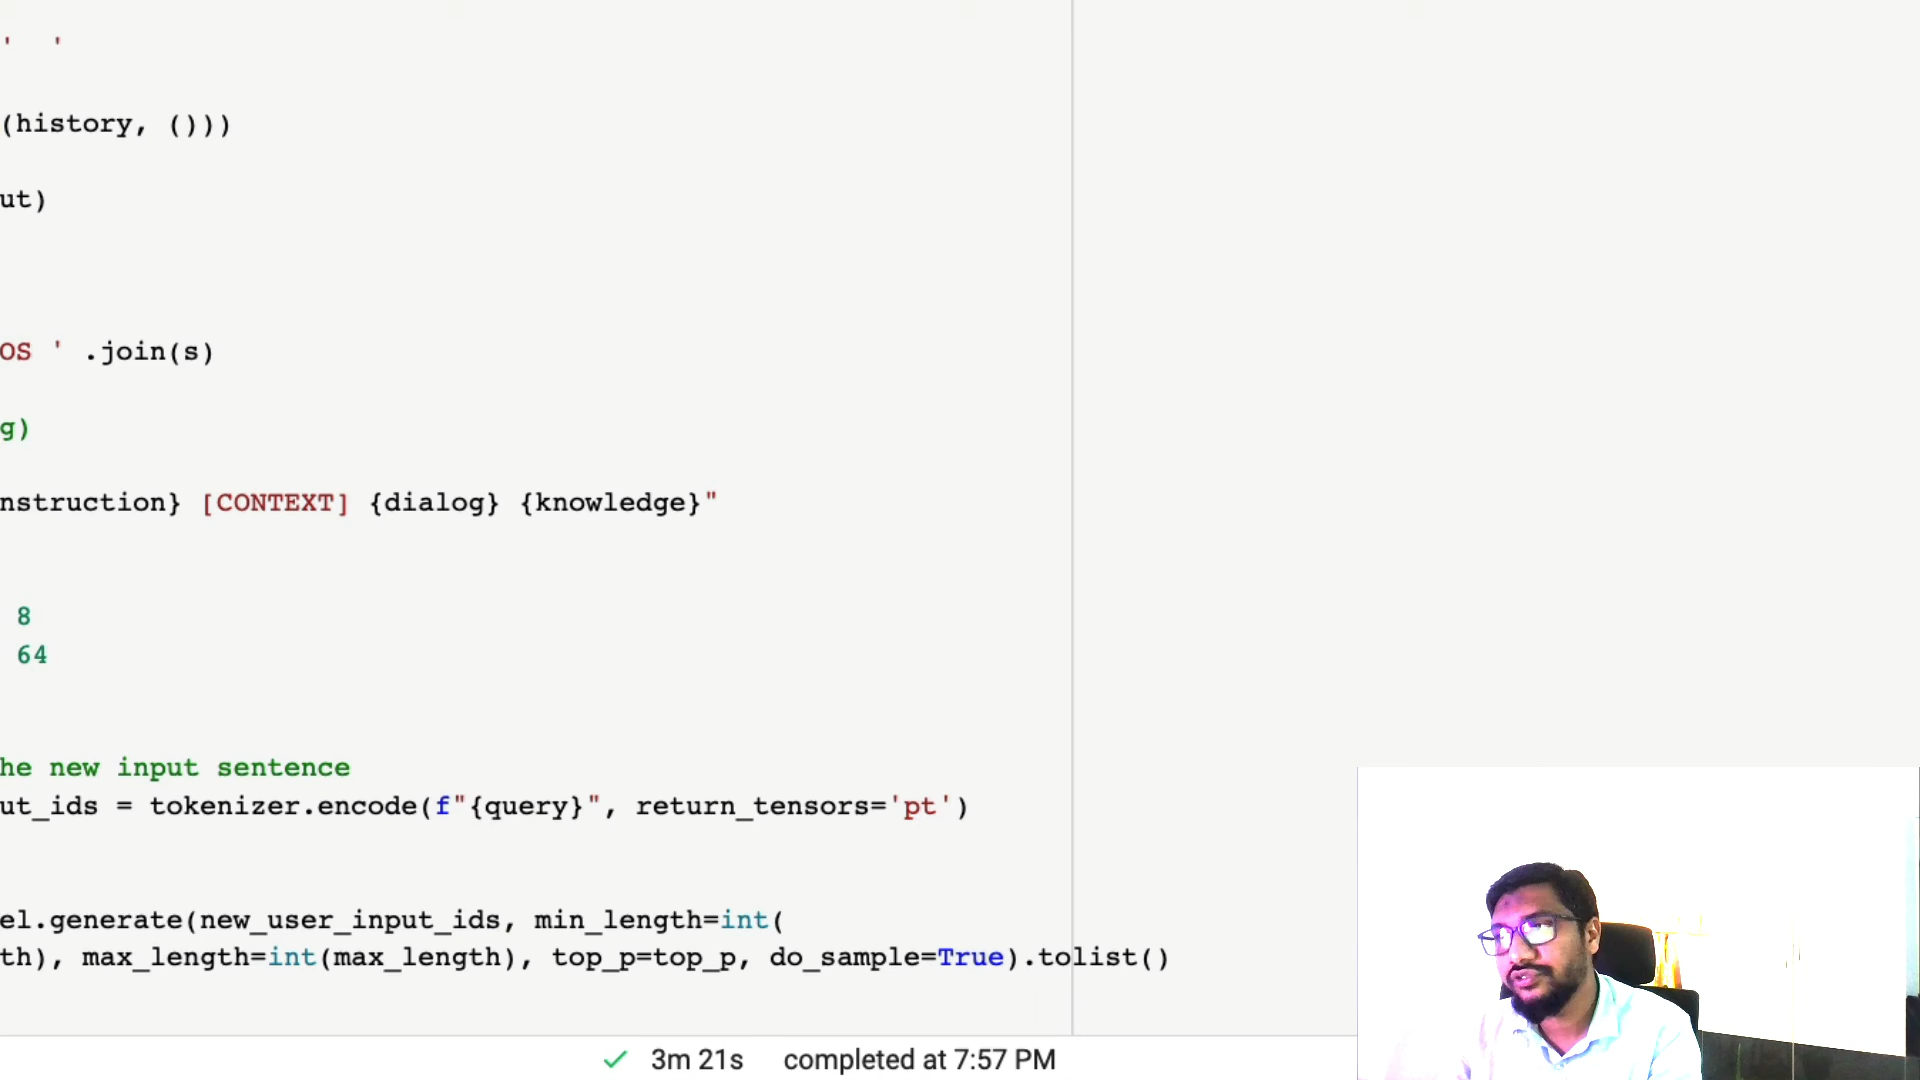 ' '
(history, ()))
ut)
OS ' .join(s)
g)
nstruction} [CONTEXT] {dialog} {knowledge}"
8
64
he new input sentence
ut_ids = tokenizer.encode(f"{query}", return_tensors='pt')
el.generate(new_user_input_ids, min_length=int(
th), max_length=int(max_length), top_p=top_p, do_sample=True).tolist()
3m 21s completed at 7:57 PM